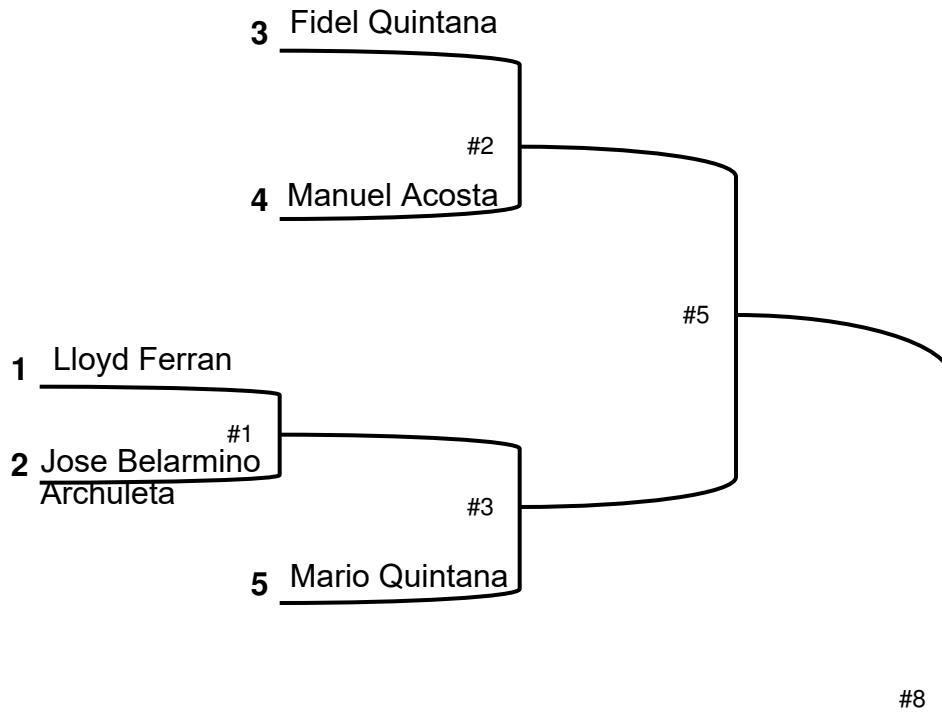 3 Fidel Quintana
#2
4 Manuel Acosta
#5
1 Lloyd Ferran
#1
2 Jose Belarmino
Archuleta
#3
5 Mario Quintana
#8